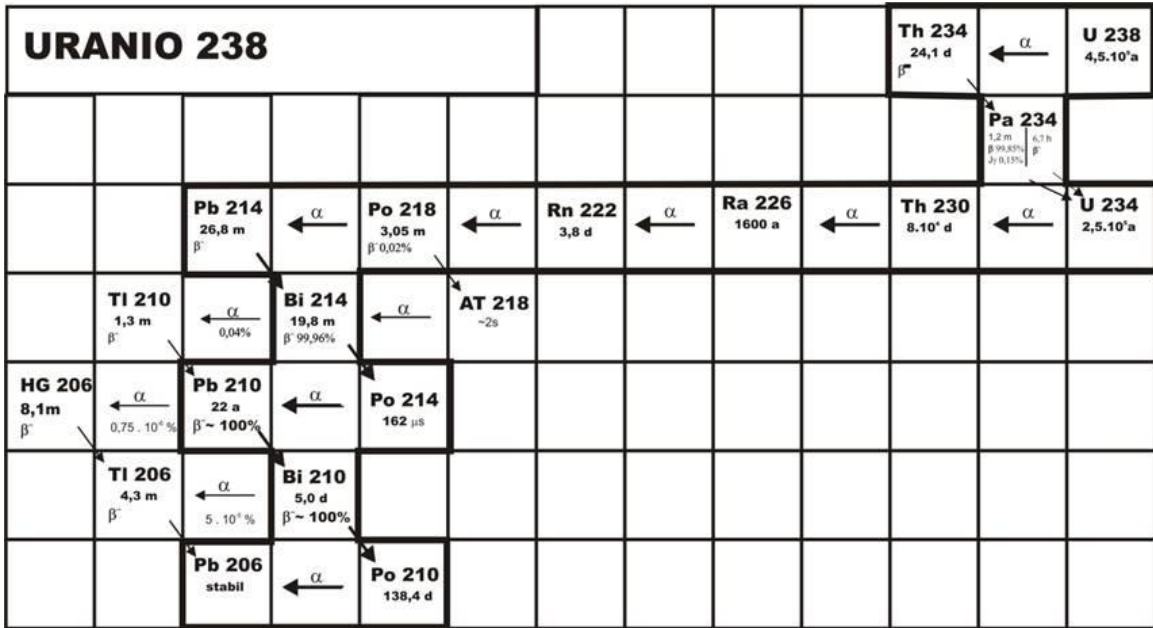 URANIO 238
Th 234
24,1 d
β⁻
α
U 238
4,5.10⁹a
Pa 234
1,2 m
β 99,85%
Jγ 0,15%
6,7 h
β⁻
Pb 214
26,8 m
β⁻
α
Po 218
3,05 m
β⁻ 0,02%
α
Rn 222
3,8 d
α
Ra 226
1600 a
α
Th 230
8.10⁴ d
α
U 234
2,5.10⁵a
Tl 210
1,3 m
β⁻
α
0,04%
Bi 214
19,8 m
β⁻ 99,96%
α
AT 218
~2s
HG 206
8,1m
β⁻
α
0,75 . 10⁻⁶ %
Pb 210
22 a
β⁻~ 100%
α
Po 214
162 µs
Tl 206
4,3 m
β⁻
α
5 . 10⁻⁵ %
Bi 210
5,0 d
β⁻~ 100%
Pb 206
stabil
α
Po 210
138,4 d